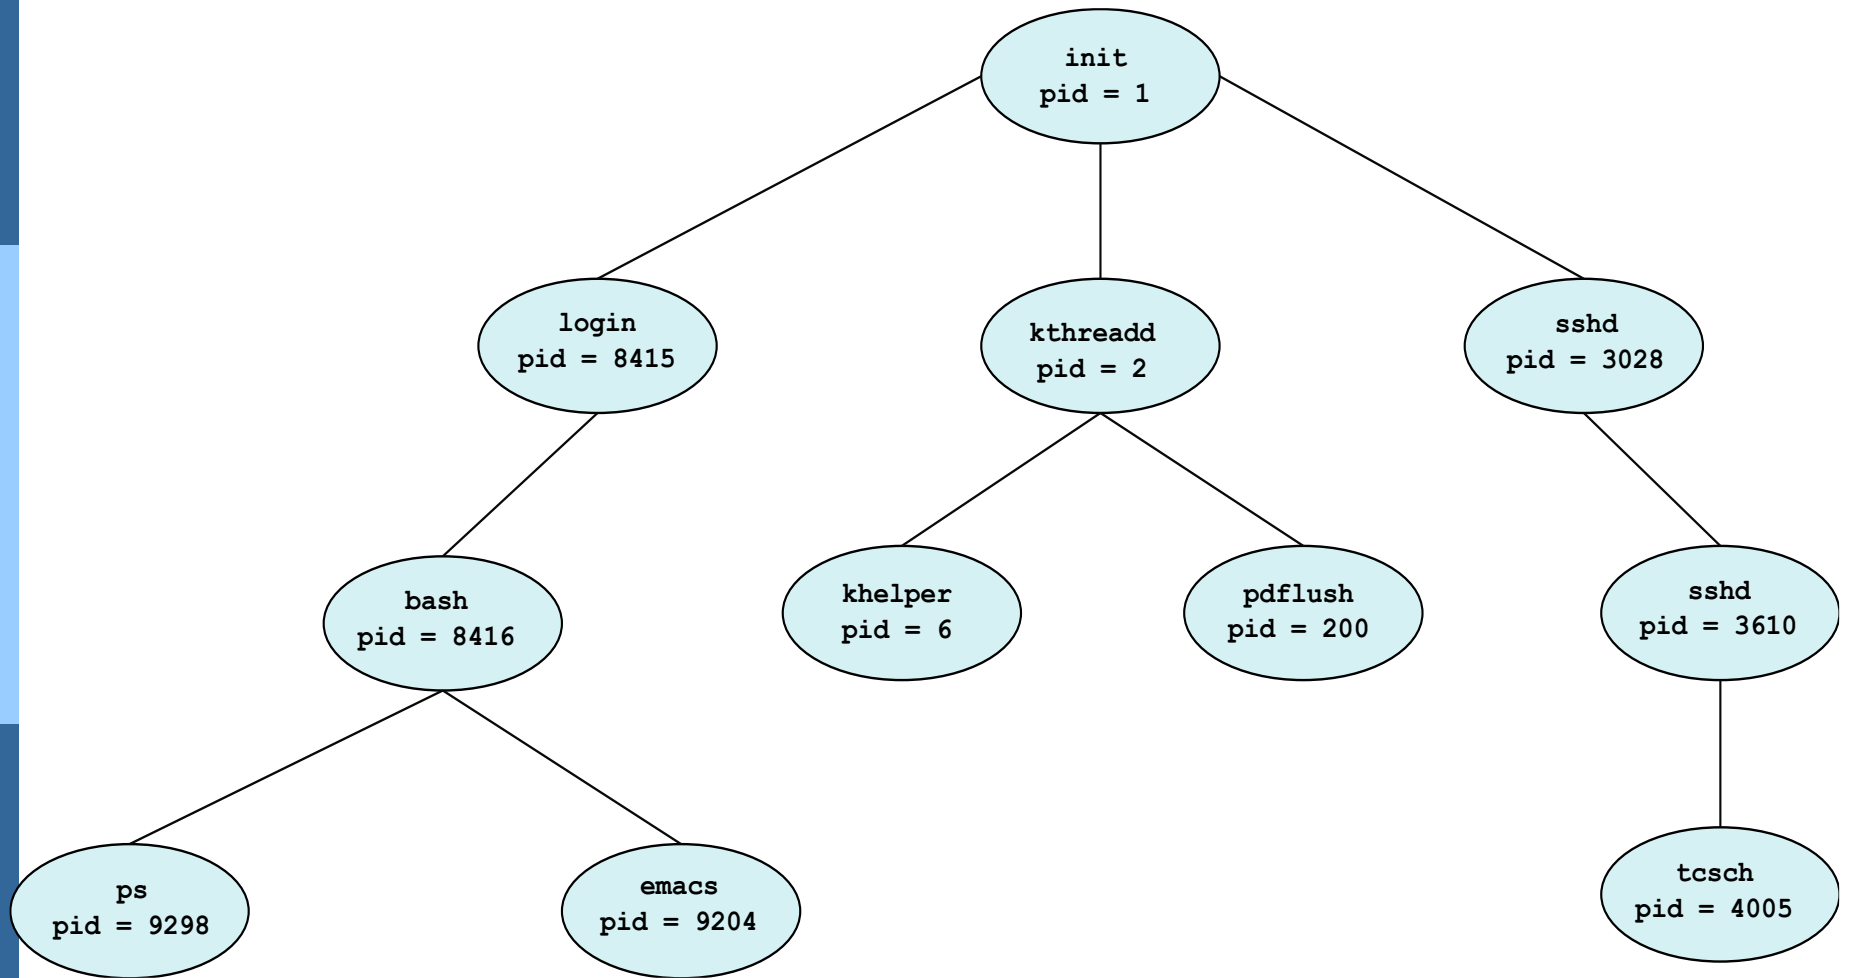 init
pid = 1
login
pid = 8415
kthreadd
pid = 2
sshd
pid = 3028
bash
pid = 8416
khelper
pid = 6
pdflush
pid = 200
sshd
pid = 3610
ps
pid = 9298
emacs
pid = 9204
tcsch
pid = 4005